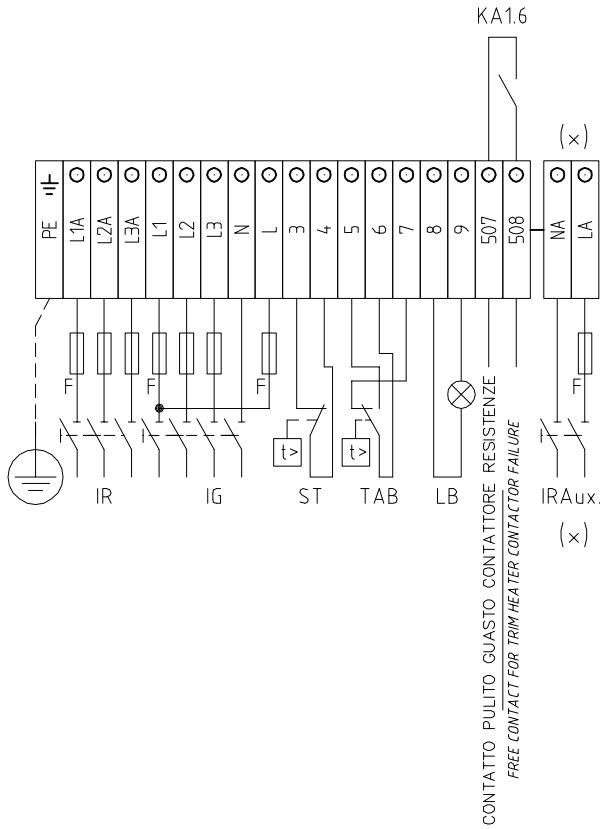 KA1.6
(x)
PE
L1A
L2A
L3A
L1
L2
L3
N
L
3
4
5
6
7
8
9
507
508
NA
LA
F
F
F
F
t>
t>
IR
IG
ST
TAB
LB
IRAux.
(x)
CONTATTO PULITO GUASTO CONTATTORE RESISTENZE
FREE CONTACT FOR TRIM HEATER CONTACTOR FAILURE